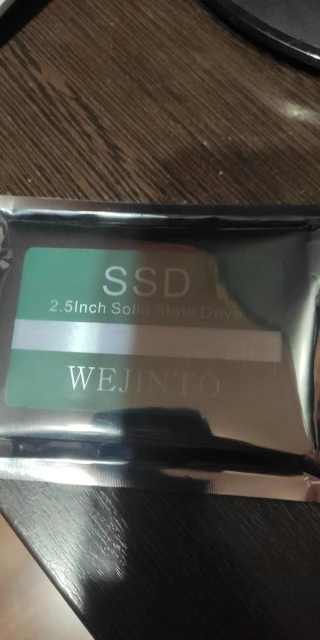 SSD
2.5Inch Solid State Drive
WEJINTO